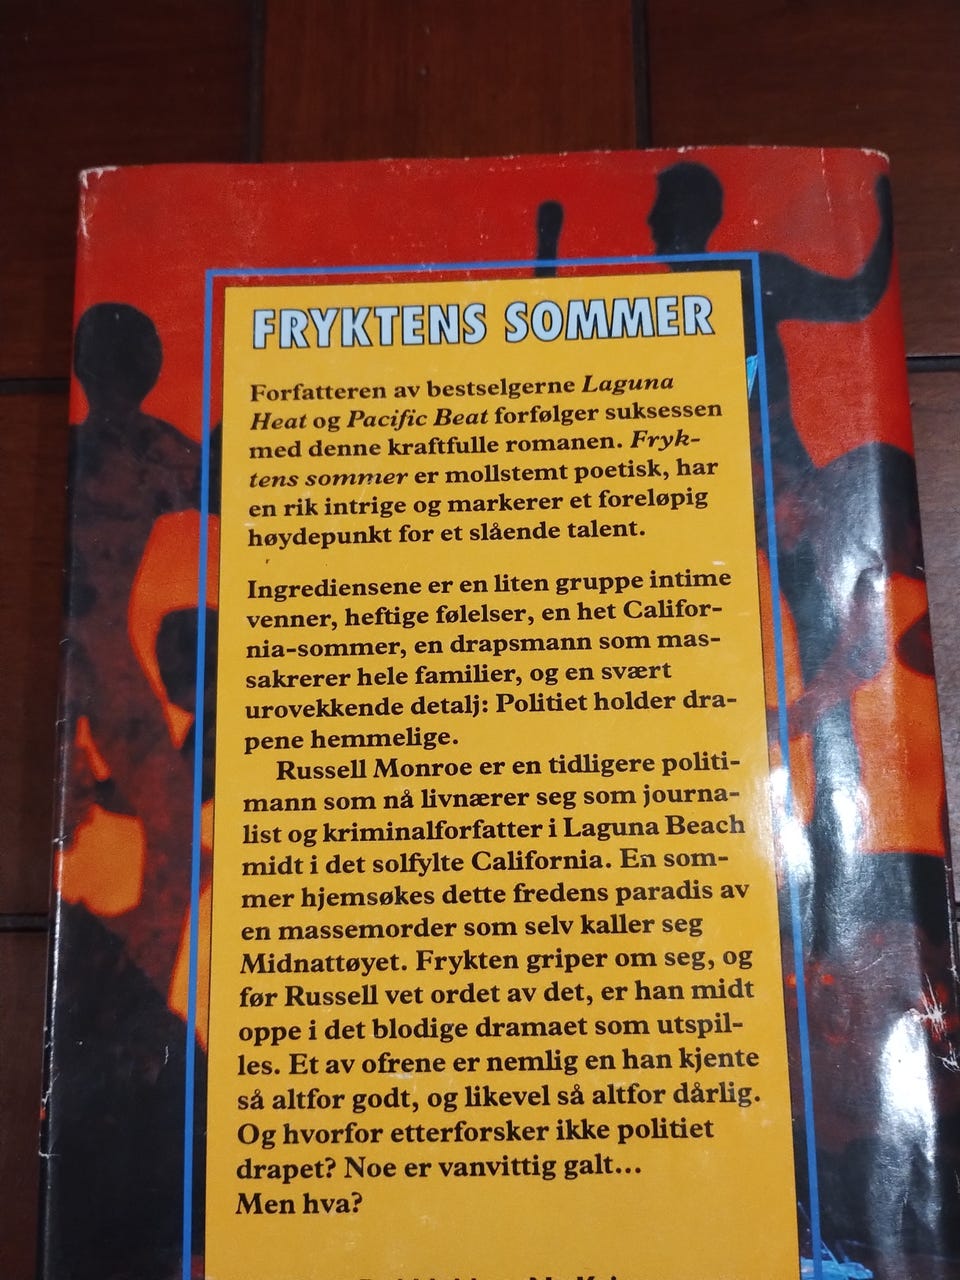 FRYKTENS SOMMER
Forfatteren av bestselgerne Laguna
Heat og Pacific Beat forfølger suksessen
med denne kraftfulle romanen. Fryk-
tens sommer er mollstemt poetisk, har
en rik intrige og markerer et foreløpig
høydepunkt for et slående talent.
Ingrediensene er en liten gruppe intime
venner, heftige følelser, en het Califor-
nia-sommer, en drapsmann som mas-
sakrerer hele familier, og en svært
urovekkende detalj: Politiet holder dra-
pene hemmelige.
Russell Monroe er en tidligere politi-
mann som nå livnærer seg som journa-
list og kriminalforfatter i Laguna Beach
midt i det solfylte California. En som-
mer hjemsøkes dette fredens paradis av
en massemorder som selv kaller seg
Midnattøyet. Frykten griper om seg, og
før Russell vet ordet av det, er han midt
oppe i det blodige dramaet som utspil-
les. Et av ofrene er nemlig en han kjente
så altfor godt, og likevel så altfor dårlig.
Og hvorfor etterforsker ikke politiet
drapet? Noe er vanvittig galt...
Men hva?